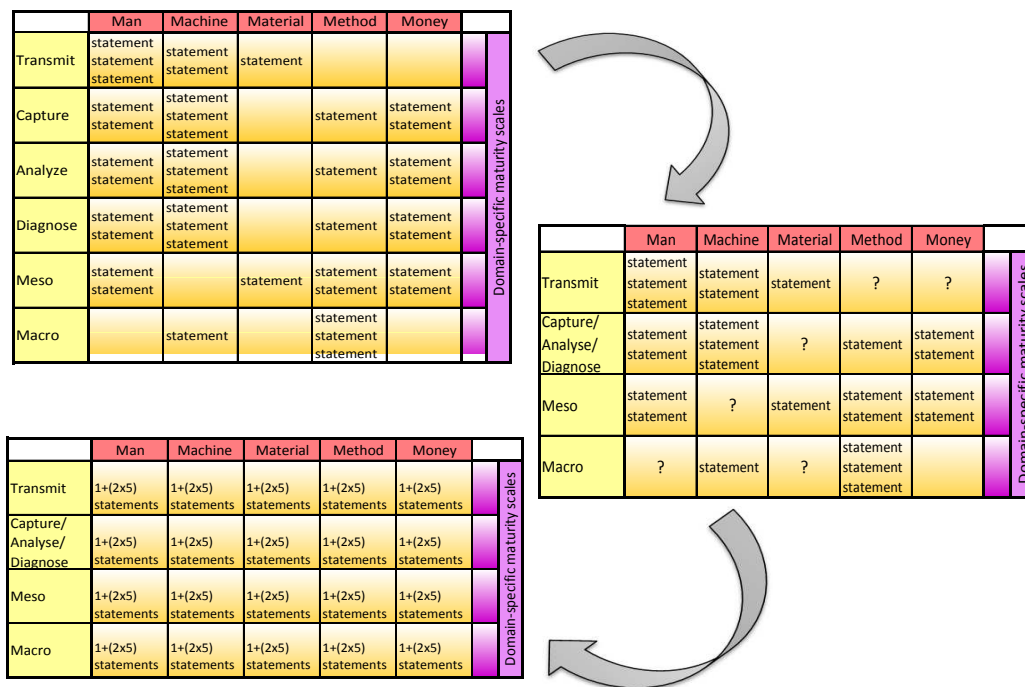 Man Machine Material Method Money
Transmit
statement
statement
statement
statement
statement
statement
Capture
statement
statement
statement
statement
statement
statement
statement
statement
Analyze
statement
statement
statement
statement
statement
statement
statement
statement
Diagnose
statement
statement
statement
statement
statement
statement
statement
statement
Meso
statement
statement
statement
statement
statement
statement
statement
Macro
statement
statement
statement
statement
Domain-specific maturity scales
Man Machine Material Method Money
Transmit
statement
statement
statement
statement
statement
statement
?
?
Capture/
Analyse/
Diagnose
statement
statement
statement
statement
statement
?
statement
statement
statement
Meso
statement
statement
?
statement
statement
statement
statement
statement
Macro
?
statement
?
statement
statement
statement
Domain-specific maturity scales
Man Machine Material Method Money
Transmit
1+(2x5) 1+(2x5) 1+(2x5) 1+(2x5) 1+(2x5)
statements statements statements statements statements
Capture/
Analyse/
Diagnose
1+(2x5) 1+(2x5) 1+(2x5) 1+(2x5) 1+(2x5)
statements statements statements statements statements
Meso
1+(2x5) 1+(2x5) 1+(2x5) 1+(2x5) 1+(2x5)
statements statements statements statements statements
Macro
1+(2x5) 1+(2x5) 1+(2x5) 1+(2x5) 1+(2x5)
statements statements statements statements statements
Domain-specific maturity scales